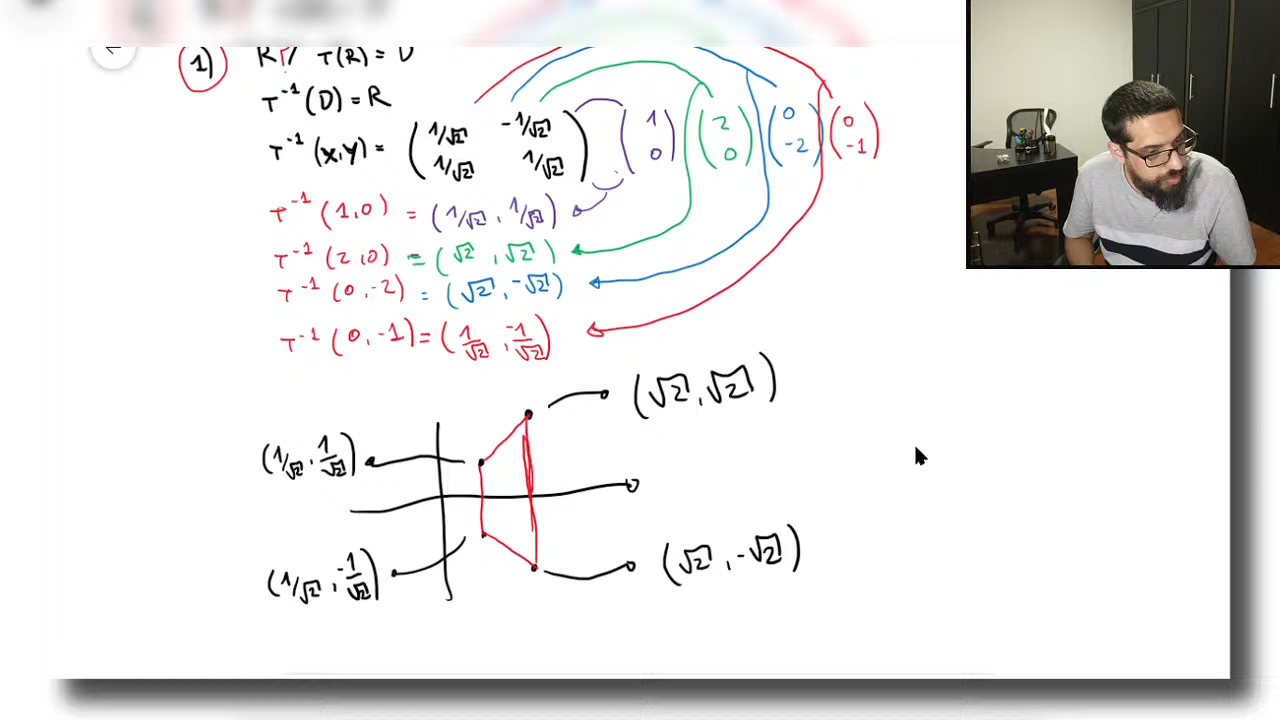 1) R // T(R) = D
T⁻¹(D) = R
T⁻¹(x,y) = (1/√2 -1/√2 (1 (2 (0 (0
1/√2 1/√2) 0) 0) -2) -1)
T⁻¹(1,0) = (1/√2, 1/√2)
T⁻¹(2,0) = (√2, √2)
T⁻¹(0,-2) = (√2, -√2)
T⁻¹(0,-1) = (1/√2, -1/√2)
(√2, √2)
(1/√2, 1/√2)
(√2, -√2)
(1/√2, -1/√2)